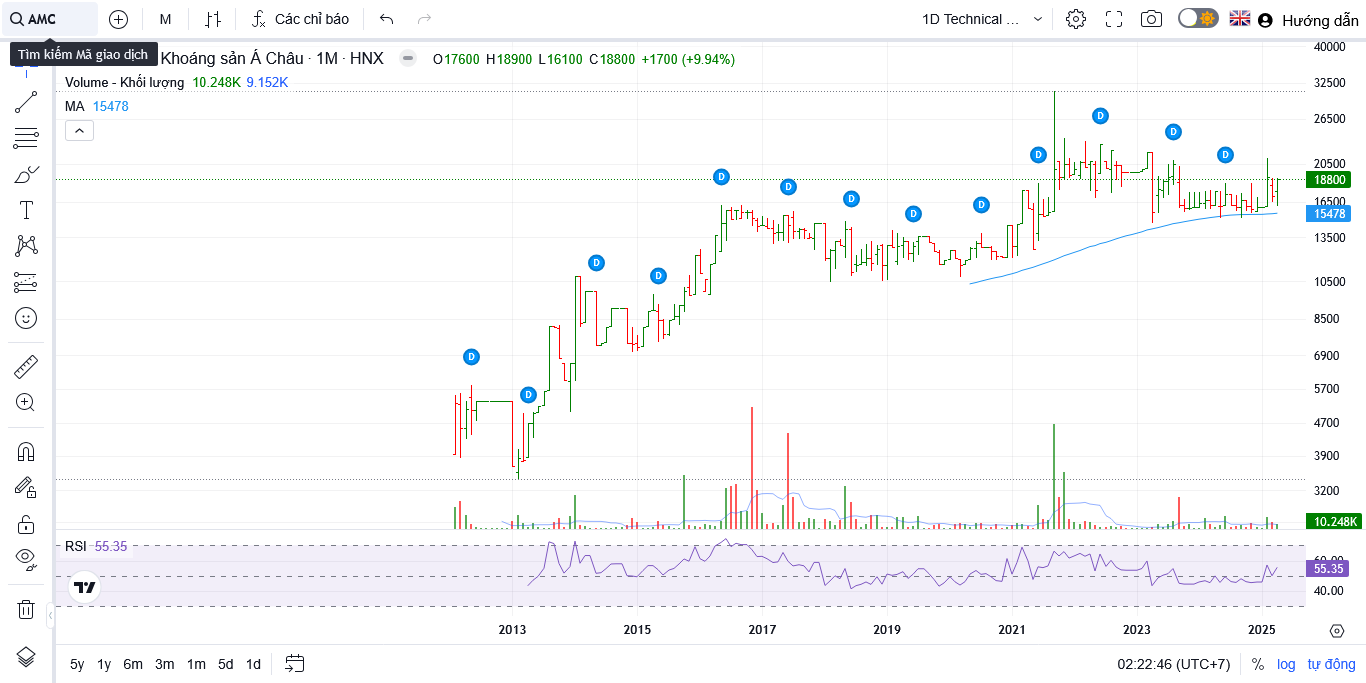 AMC
M
Các chỉ báo
1D Technical ...
Hướng dẫn
Tìm kiếm Mã giao dịch
Khoáng sản Á Châu · 1M · HNX
O17600 H18900 L16100 C18800 +1700 (+9.94%)
Volume - Khối lượng 10.248K 9.152K
MA 15478
40000
32500
26500
20500
18800
16500
15478
13500
10500
8500
6900
5700
4700
3900
3200
10.248K
D
D
D
D
D
D
D
D
D
D
D
D
D
RSI 55.35
60.00
55.35
40.00
2013 2015 2017 2019 2021 2023 2025
5y 1y 6m 3m 1m 5d 1d
02:22:46 (UTC+7) % log tự động